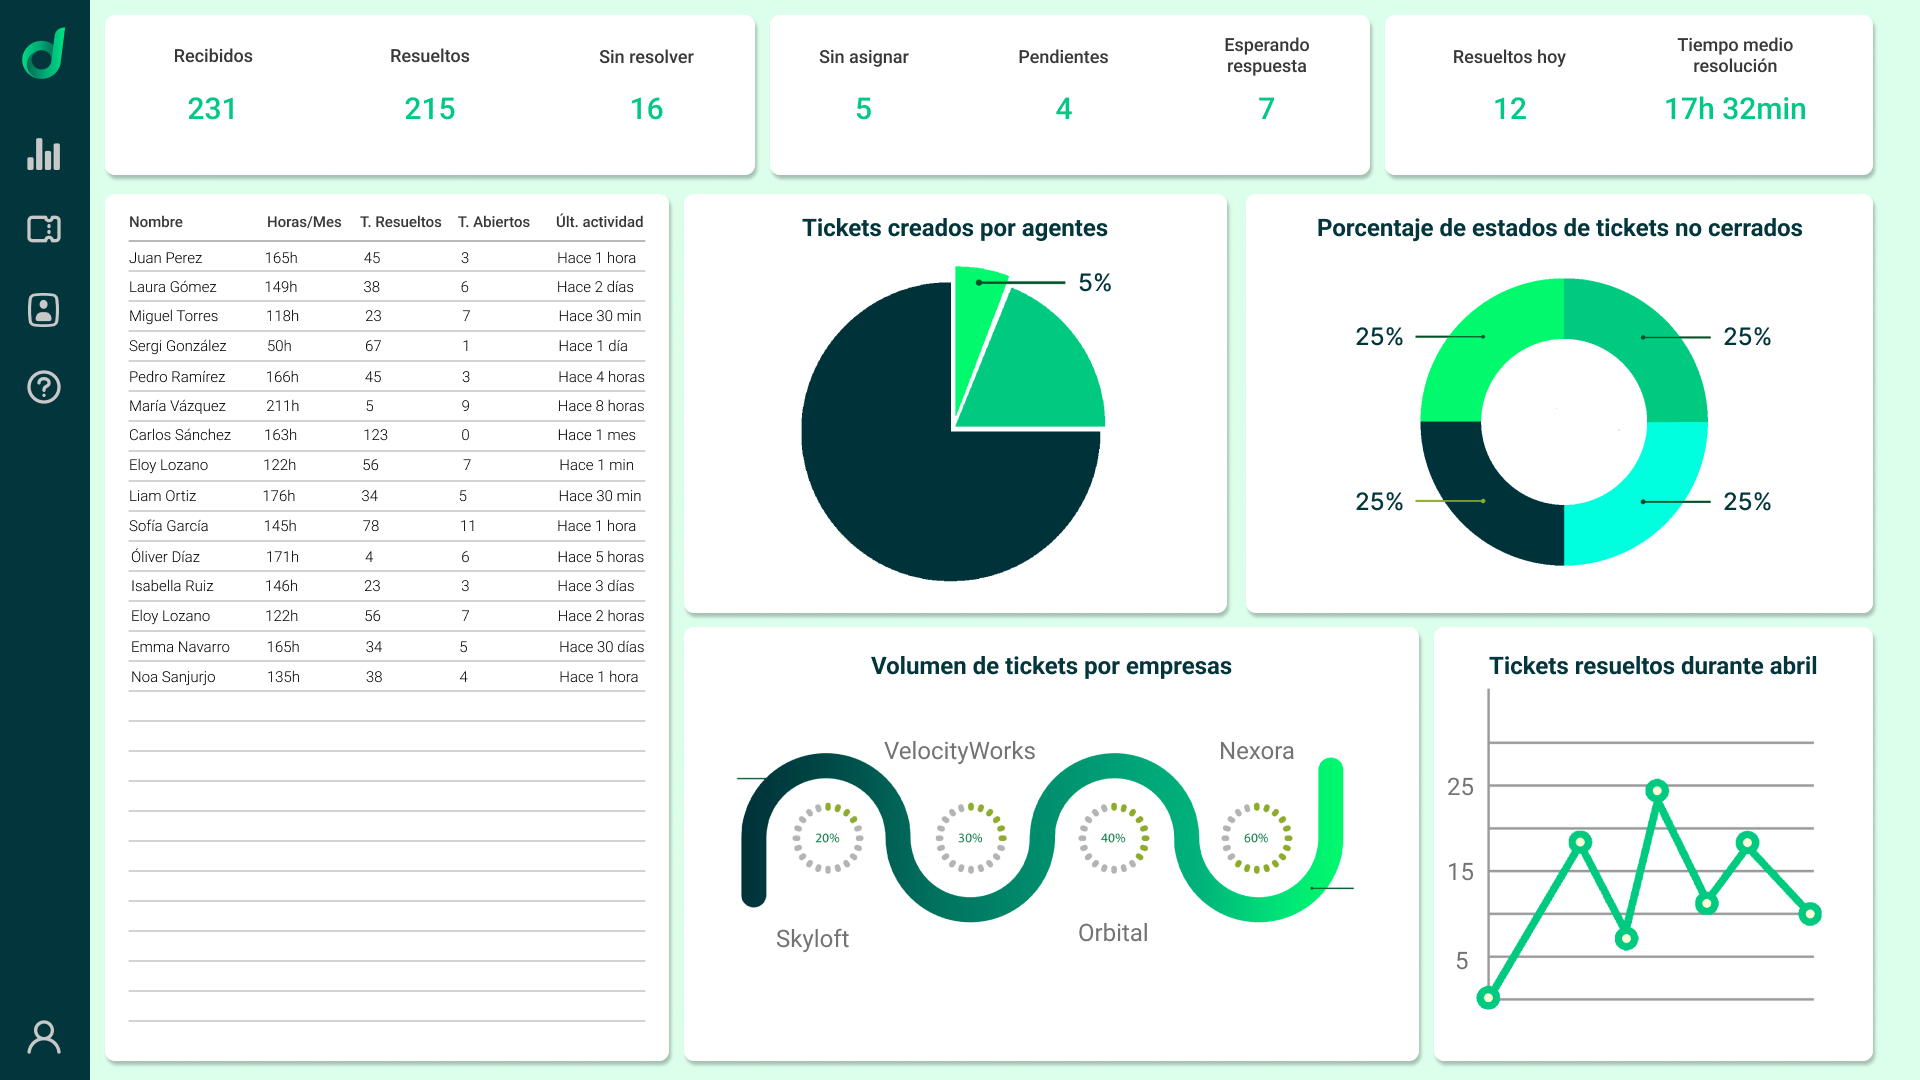 Recibidos
231
Resueltos
215
Sin resolver
16
Sin asignar
5
Pendientes
4
Esperando
respuesta
7
Resueltos hoy
12
Tiempo medio
resolución
17h 32min
Nombre Horas/Mes T. Resueltos T. Abiertos Últ. actividad
Juan Perez 165h 45 3 Hace 1 hora
Laura Gómez 149h 38 6 Hace 2 días
Miguel Torres 118h 23 7 Hace 30 min
Sergi González 50h 67 1 Hace 1 día
Pedro Ramírez 166h 45 3 Hace 4 horas
María Vázquez 211h 5 9 Hace 8 horas
Carlos Sánchez 163h 123 0 Hace 1 mes
Eloy Lozano 122h 56 7 Hace 1 min
Liam Ortiz 176h 34 5 Hace 30 min
Sofía García 145h 78 11 Hace 1 hora
Óliver Díaz 171h 4 6 Hace 5 horas
Isabella Ruiz 146h 23 3 Hace 3 días
Eloy Lozano 122h 56 7 Hace 2 horas
Emma Navarro 165h 34 5 Hace 30 días
Noa Sanjurjo 135h 38 4 Hace 1 hora
Tickets creados por agentes
5%
Porcentaje de estados de tickets no cerrados
25% 25%
25% 25%
Volumen de tickets por empresas
VelocityWorks Nexora
20% 30% 40% 60%
Skyloft Orbital
Tickets resueltos durante abril
25
15
5